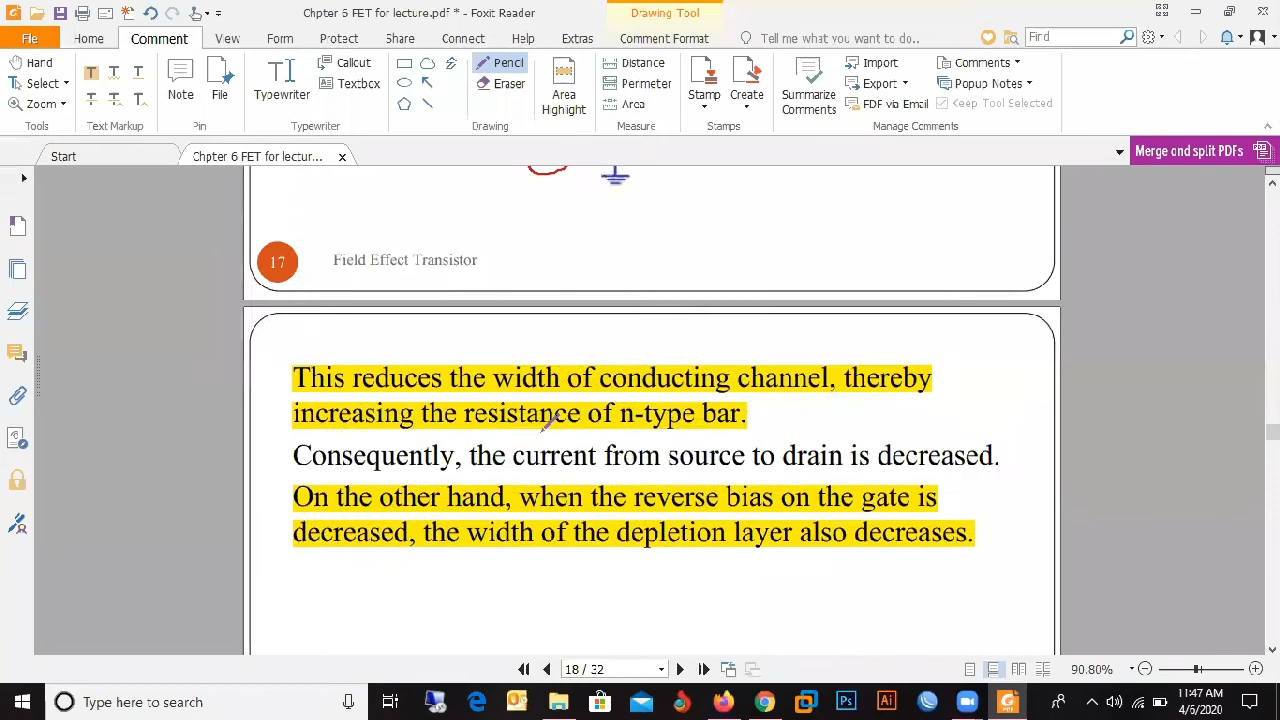 Chpter 6 FET for lecture.pdf * - Foxit Reader
Drawing Tool
File Home Comment View Form Protect Share Connect Help Extras Comment Format Tell me what you want to do.. Find
Hand
Select
Zoom
Tools
Text Markup
Note
File
Pin
Typewriter
Callout
Textbox
Typewriter
Pencil
Eraser
Drawing
Area
Highlight
Distance
Perimeter
Area
Measure
Stamp
Create
Stamps
Summarize
Comments
Import
Export
FDF via Email
Comments
Popup Notes
Keep Tool Selected
Manage Comments
Start
Chpter 6 FET for lectur...
Merge and split PDFs
17 Field Effect Transistor
This reduces the width of conducting channel, thereby
increasing the resistance of n-type bar.
Consequently, the current from source to drain is decreased.
On the other hand, when the reverse bias on the gate is
decreased, the width of the depletion layer also decreases.
18 / 32
90.80%
Type here to search
11:47 AM
4/5/2020